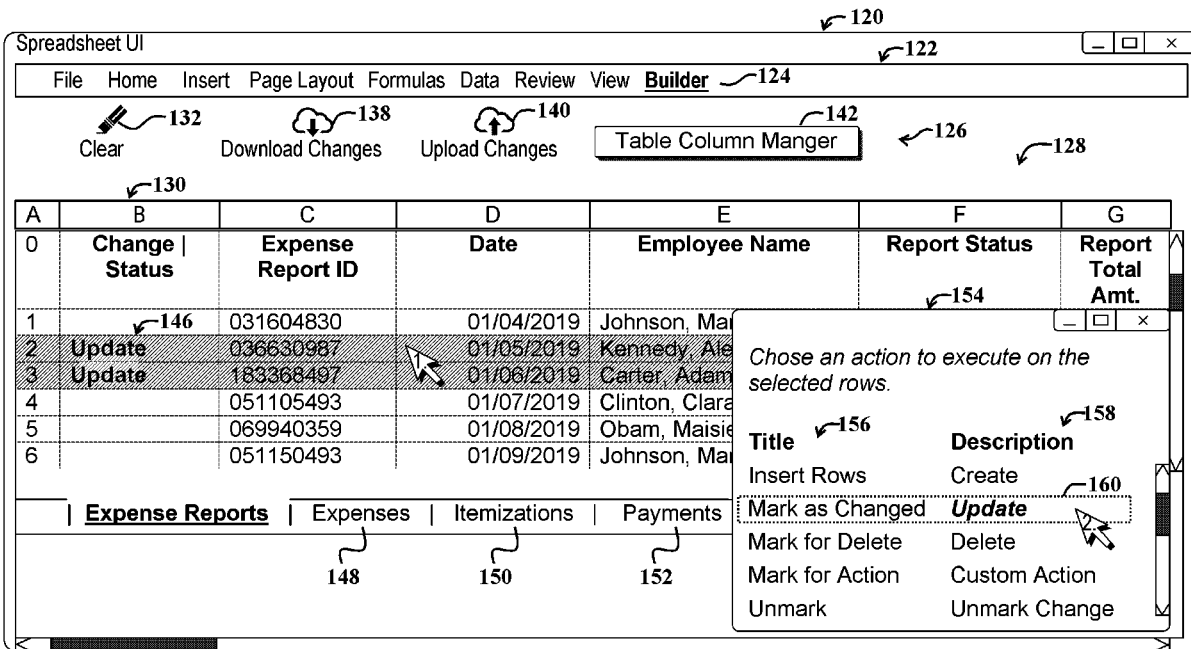 120
Spreadsheet UI
122
File Home Insert Page Layout Formulas Data Review View Builder 124
132 138 140 142
Clear Download Changes Upload Changes Table Column Manger 126
128
130
A B C D E F G
0 Change | Expense Date Employee Name Report Status Report
Status Report ID Total
Amt.
154
1 146 031604830 01/04/2019 Johnson, Mar
2 Update 036630987 1 01/05/2019 Kennedy, Ale
3 Update 183368497 01/06/2019 Carter, Adam
4 051105493 01/07/2019 Clinton, Clara
5 069940359 01/08/2019 Obam, Maisie
6 051150493 01/09/2019 Johnson, Mar
Chose an action to execute on the
selected rows.
156 158
Title Description
Insert Rows Create
160
Mark as Changed Update 2
Mark for Delete Delete
Mark for Action Custom Action
Unmark Unmark Change
| Expense Reports | Expenses | Itemizations | Payments
148 150 152